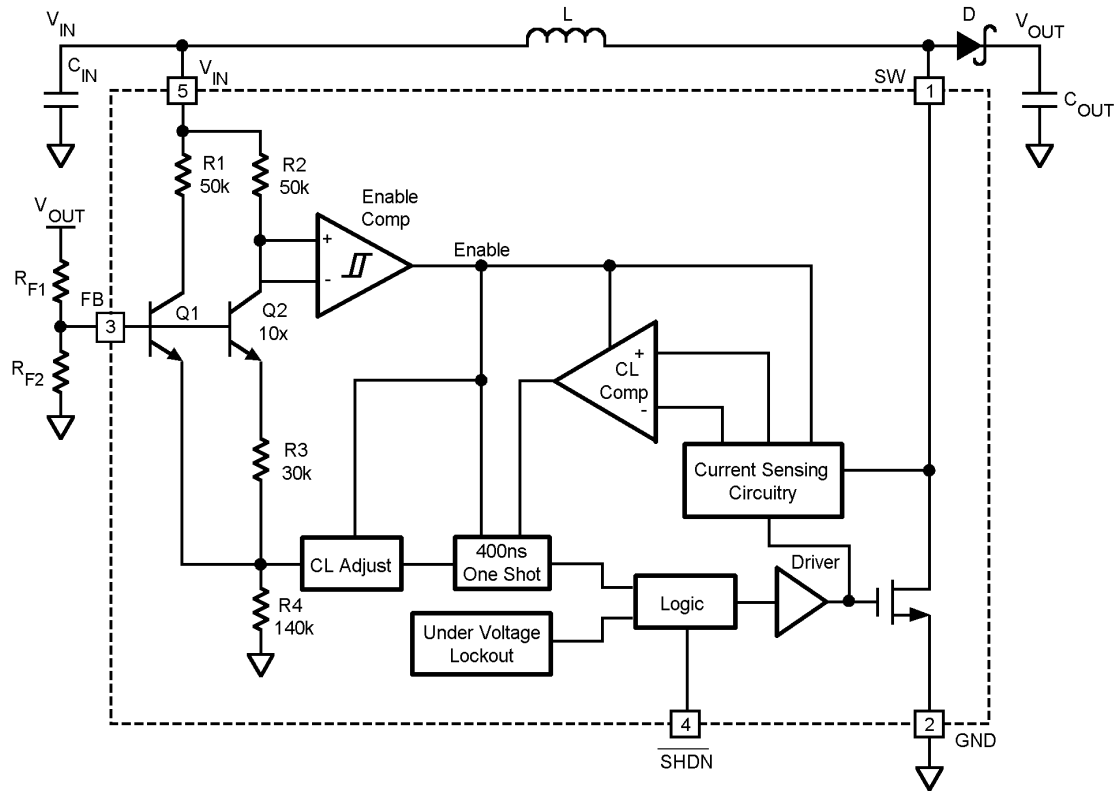 VIN
L
D
VOUT
CIN
VIN
SW
5
1
COUT
R1
50k
R2
50k
Enable
Comp
VOUT
+
Enable
-
RF1
FB
3
Q1
Q2
10x
RF2
+
CL
Comp
-
R3
30k
Current Sensing
Circuitry
CL Adjust
400ns
One Shot
Driver
R4
140k
Logic
Under Voltage
Lockout
4
2
SHDN
GND